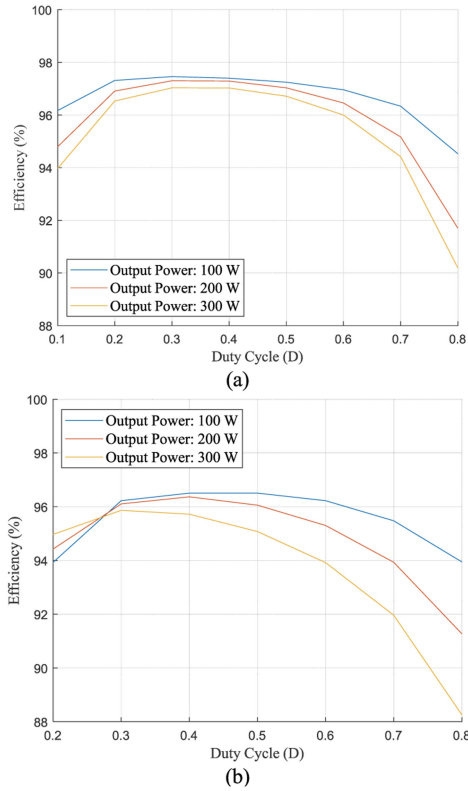 100
98
96
94
92
90
88
Efficiency (%)
Output Power: 100 W
Output Power: 200 W
Output Power: 300 W
0.1 0.2 0.3 0.4 0.5 0.6 0.7 0.8
Duty Cycle (D)
(a)
100
98
96
94
92
90
88
Efficiency (%)
Output Power: 100 W
Output Power: 200 W
Output Power: 300 W
0.2 0.3 0.4 0.5 0.6 0.7 0.8
Duty Cycle (D)
(b)